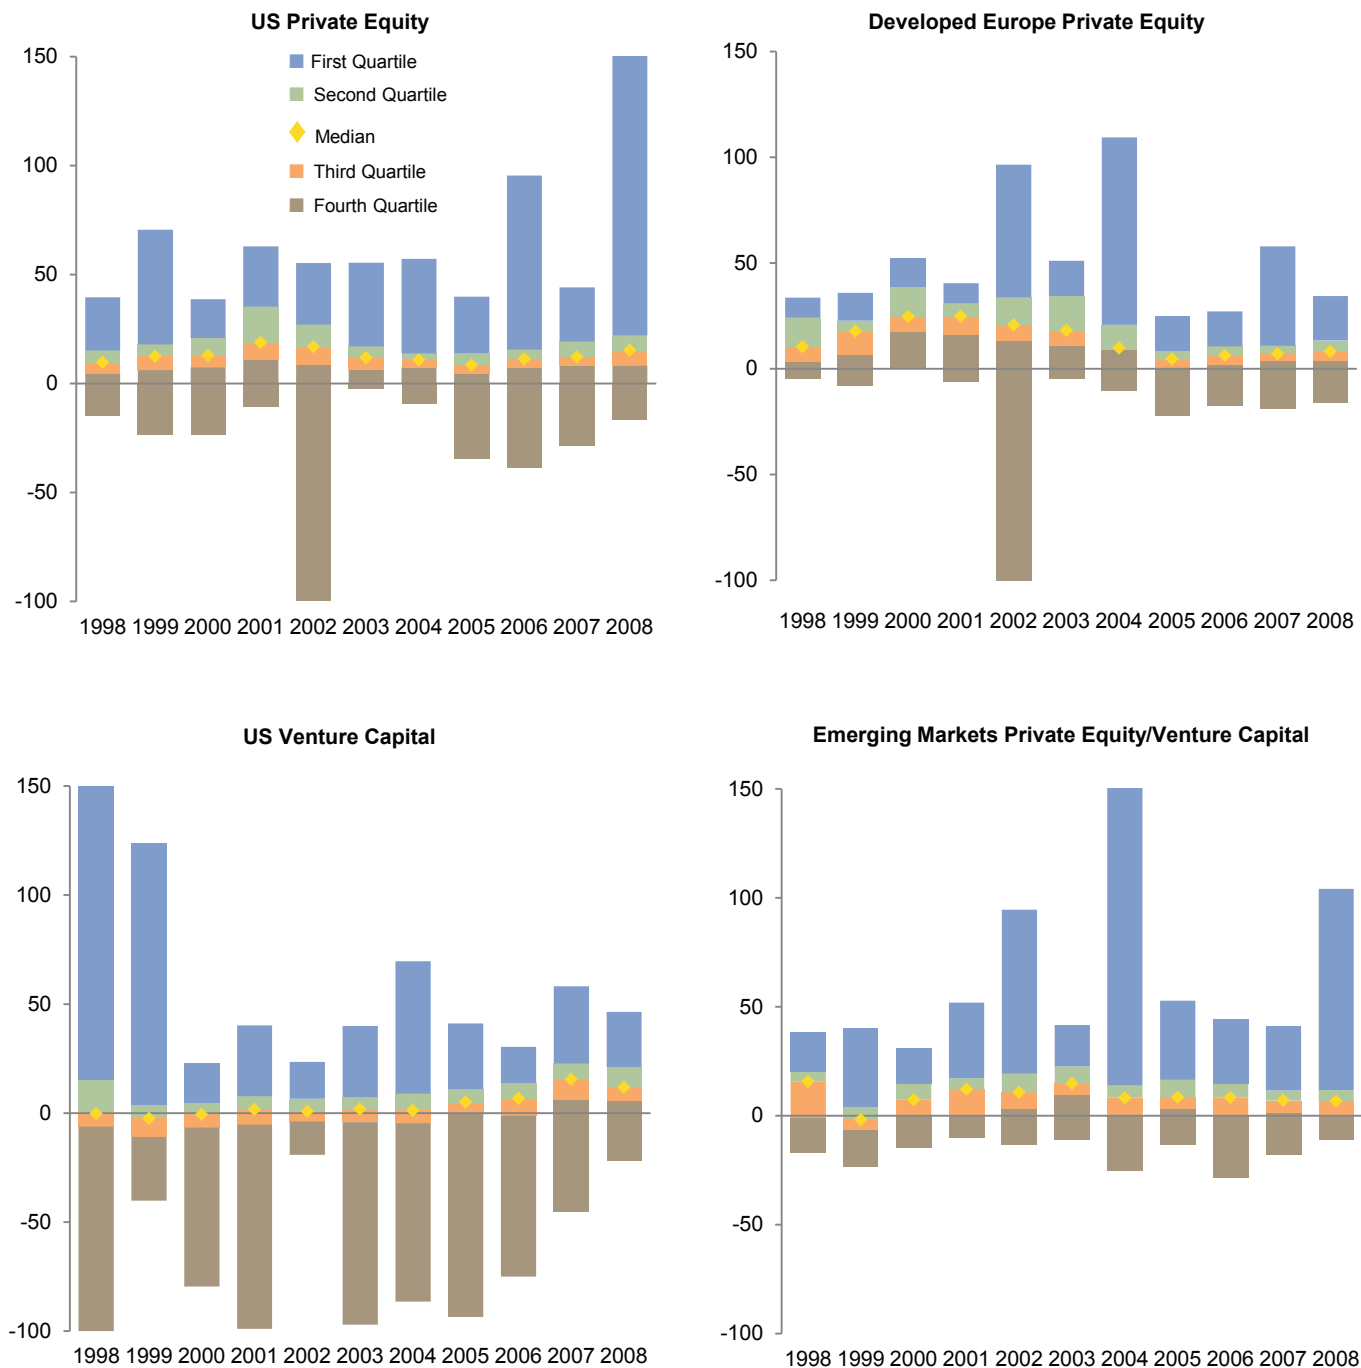 US Private Equity
150
100
50
0
-50
-100
First Quartile
Second Quartile
Median
Third Quartile
Fourth Quartile
1998 1999 2000 2001 2002 2003 2004 2005 2006 2007 2008
Developed Europe Private Equity
150
100
50
0
-50
-100
1998 1999 2000 2001 2002 2003 2004 2005 2006 2007 2008
US Venture Capital
150
100
50
0
-50
-100
1998 1999 2000 2001 2002 2003 2004 2005 2006 2007 2008
Emerging Markets Private Equity/Venture Capital
150
100
50
0
-50
-100
1998 1999 2000 2001 2002 2003 2004 2005 2006 2007 2008